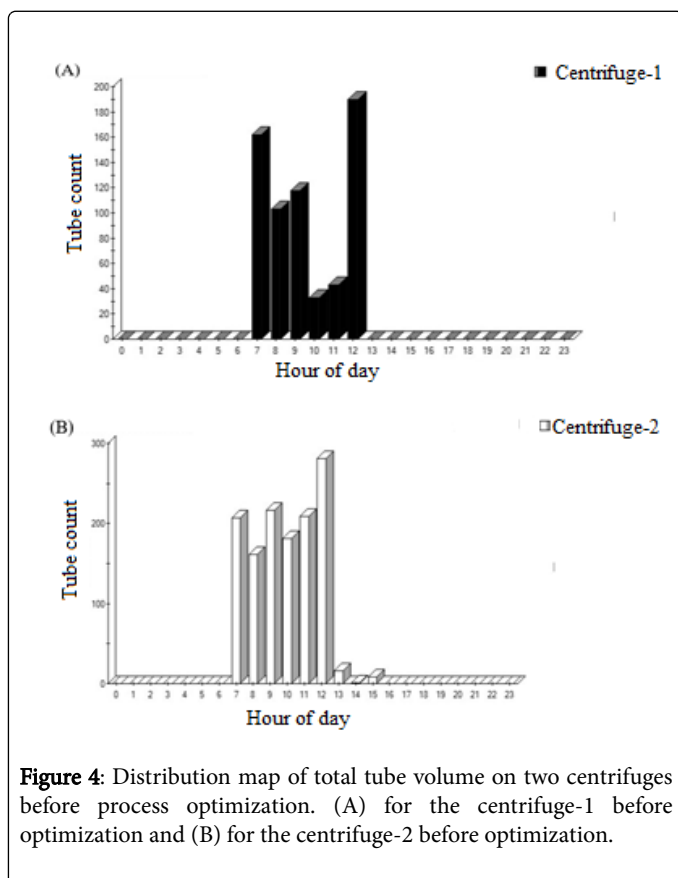 (A)
Centrifuge-1
200
180
160
140
120
100
80
60
40
20
0
Tube count
0 1 2 3 4 5 6 7 8 9 10 11 12 13 14 15 16 17 18 19 20 21 22 23
Hour of day
(B)
Centrifuge-2
300
200
100
0
Tube count
0 1 2 3 4 5 6 7 8 9 10 11 12 13 14 15 16 17 18 19 20 21 22 23
Hour of day
Figure 4: Distribution map of total tube volume on two centrifuges
before process optimization. (A) for the centrifuge-1 before
optimization and (B) for the centrifuge-2 before optimization.